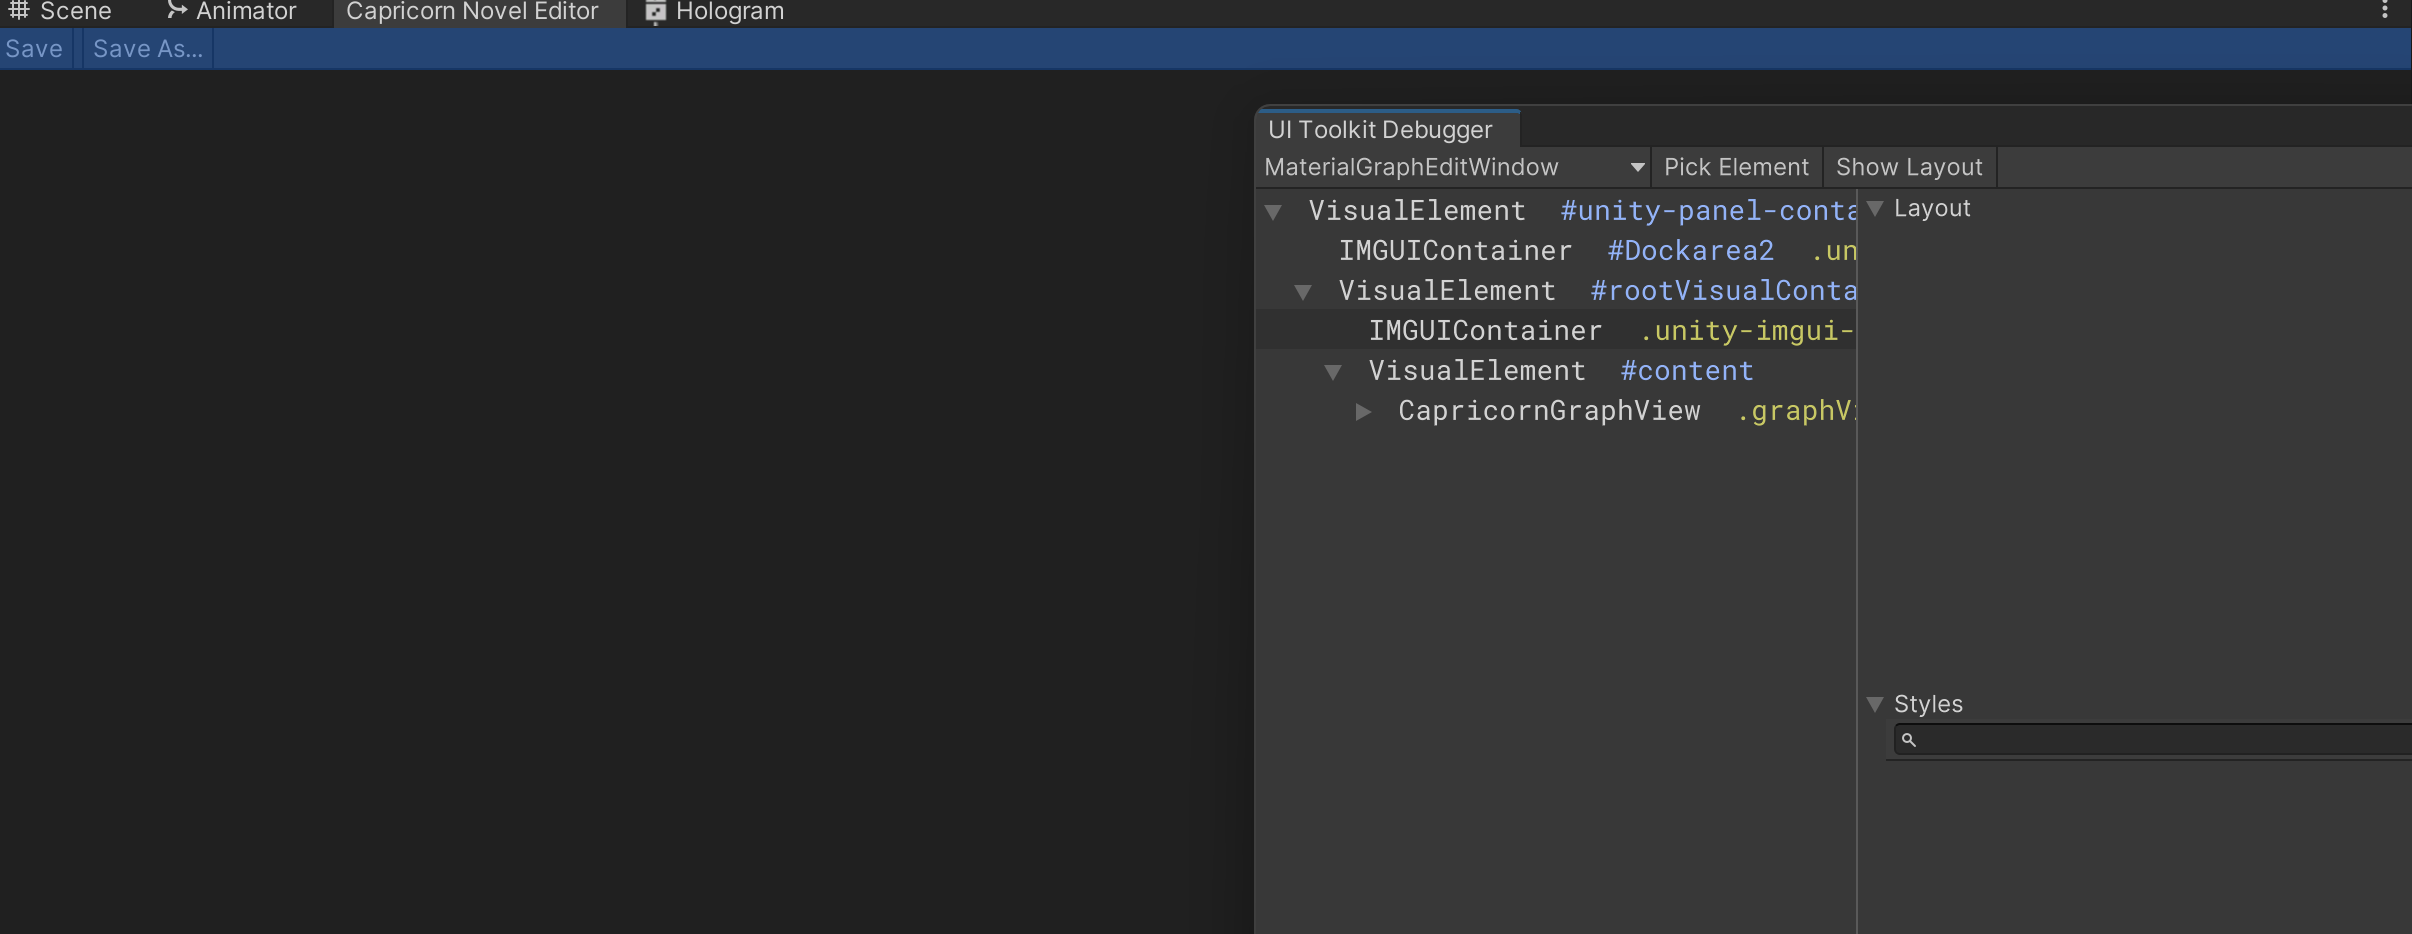 Scene Animator Capricorn Novel Editor Hologram
Save Save As...
UI Toolkit Debugger
MaterialGraphEditWindow Pick Element Show Layout
VisualElement #unity-panel-conta
IMGUIContainer #Dockarea2 .un
VisualElement #rootVisualConta
IMGUIContainer .unity-imgui-
VisualElement #content
CapricornGraphView .graphVi
Layout
Styles